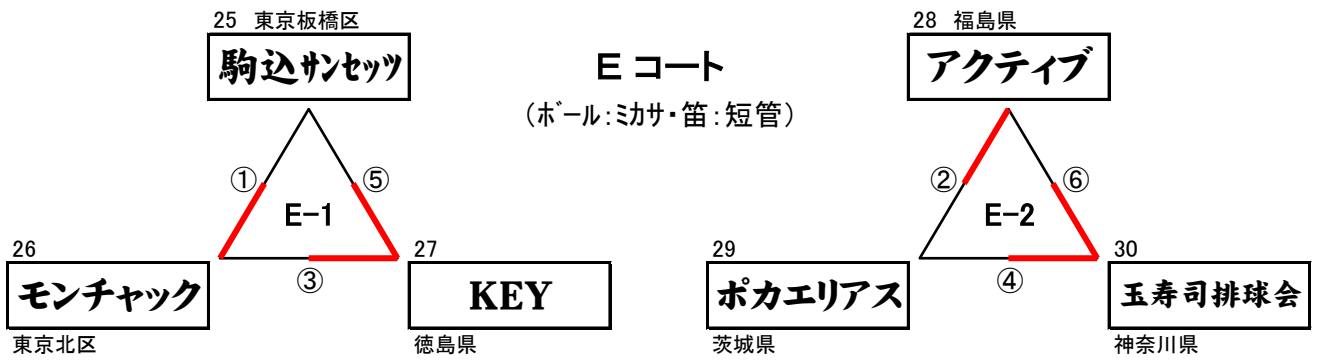 25 東京板橋区
駒込サンセッツ
Eコート
(ボール:ミカサ・笛:短管)
28 福島県
アクティブ
① ⑤
E-1
② ⑥
E-2
26
モンチャック
東京北区
③
27
KEY
徳島県
29
ポカエリアス
茨城県
④
30
玉寿司排球会
神奈川県